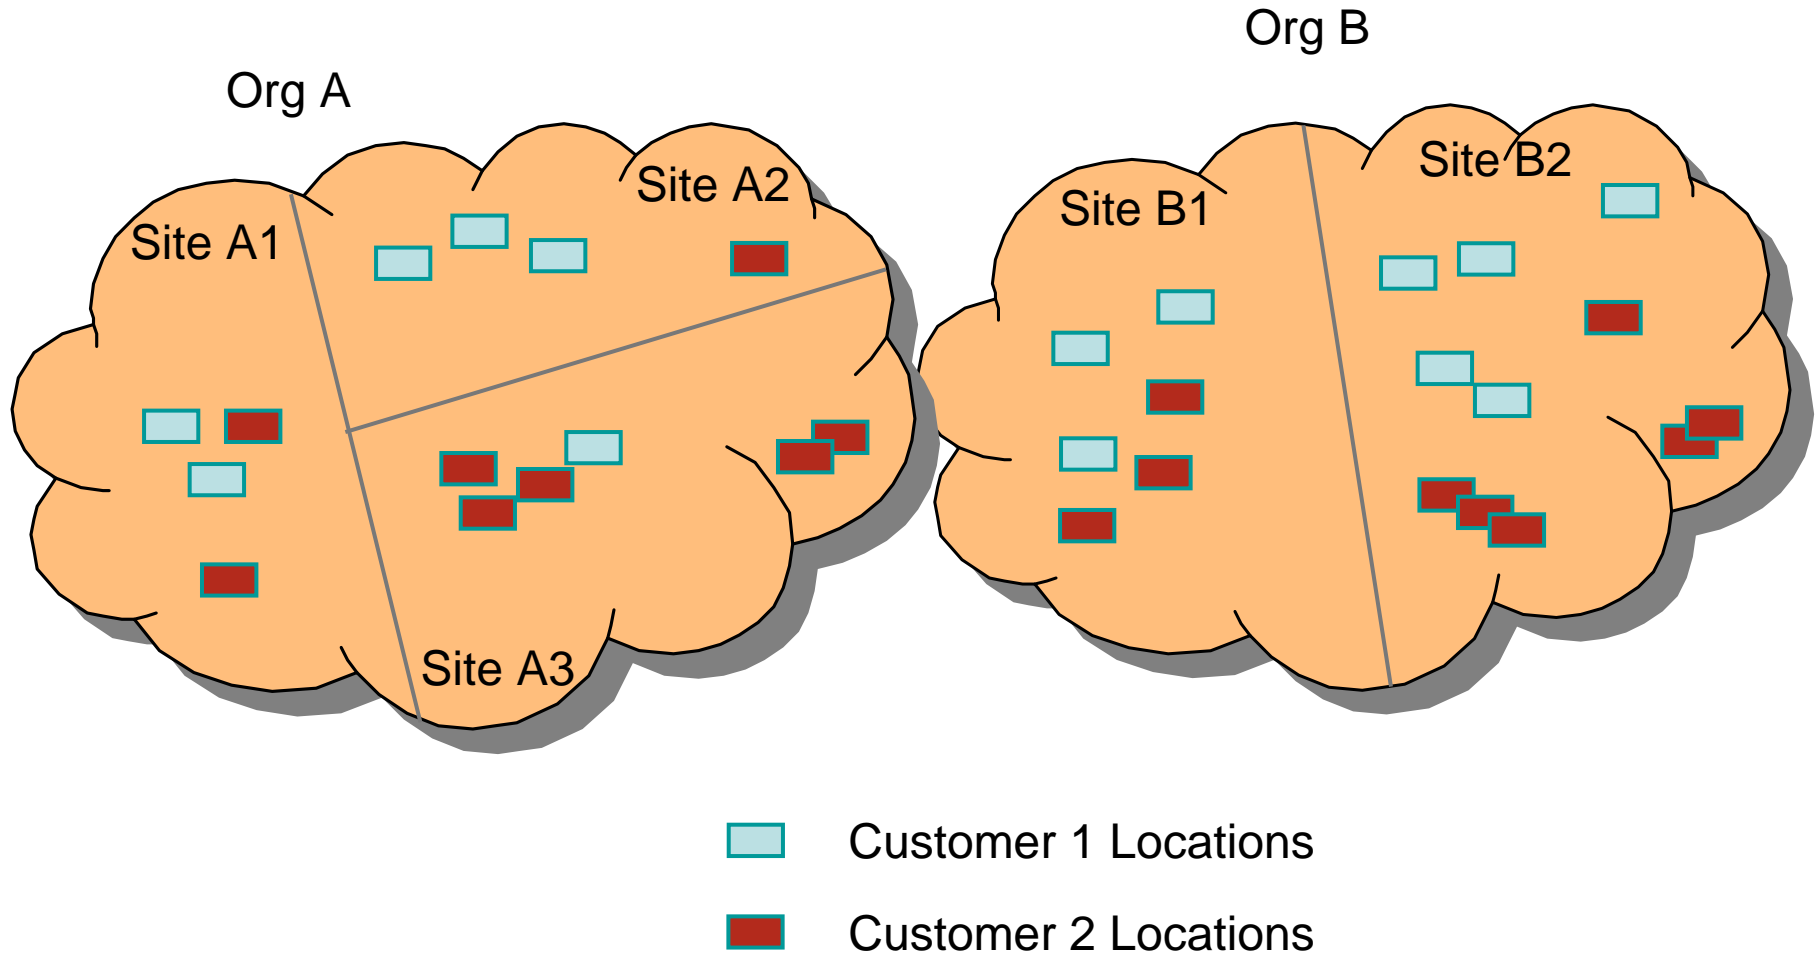 Org B
Org A
Site A1
Site A2
Site A3
Site B1
Site B2
Customer 1 Locations
Customer 2 Locations